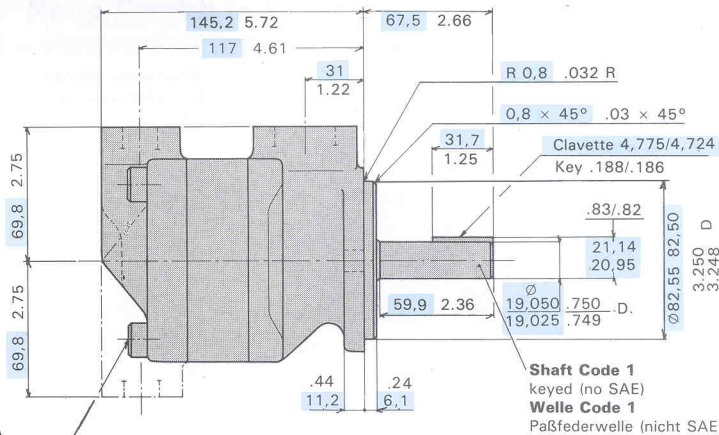 145,2 5.72
67,5 2.66
117 4.61
31
1.22
R 0,8 .032 R
0,8 × 45° .03 × 45°
31,7
1.25
Clavette 4,775/4,724
Key .188/.186
69,8 2.75
69,8 2.75
.83/.82
21,14
20,95
Ø
19,050 .750 D.
19,025 .749
59,9 2.36
Ø82,55 82,50
3.250 D
3.248
.44
11,2
.24
6,1
Shaft Code 1
keyed (no SAE)
Welle Code 1
Paßfederwelle (nicht SAE